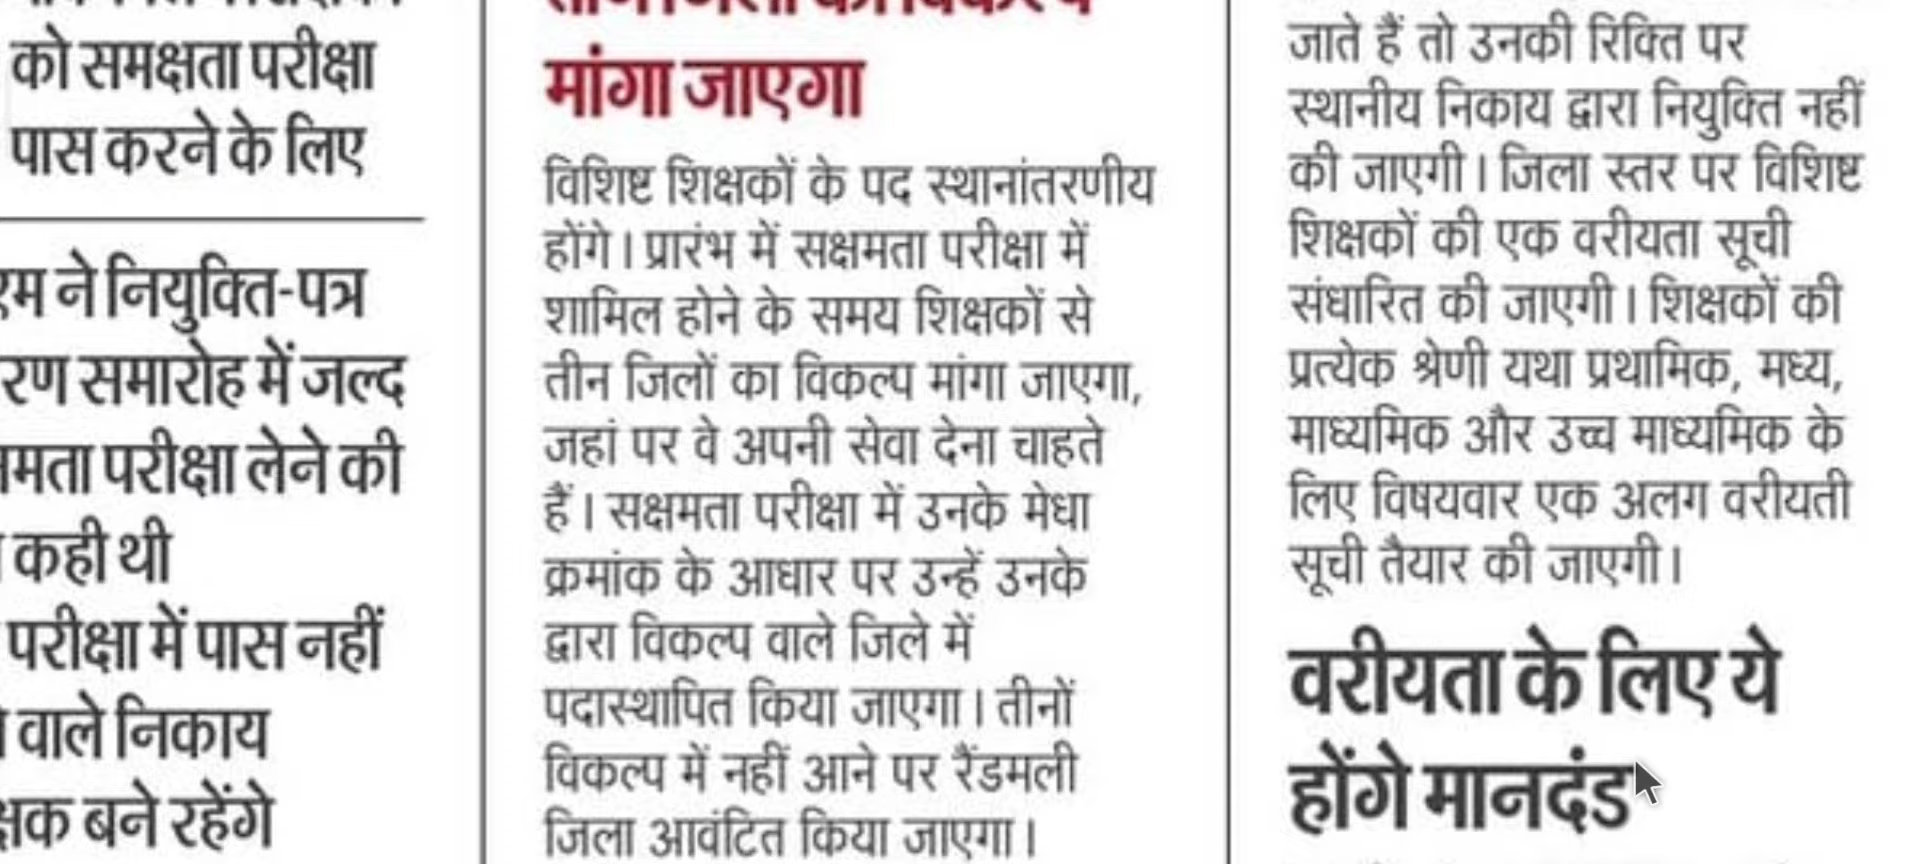 को समक्षता परीक्षा
पास करने के लिए
ने नियुक्ति-पत्र
समारोह में जल्द
परीक्षा लेने की
कही थी
परीक्षा में पास नहीं
वाले निकाय
बने रहेंगे
मांगा जाएगा
विशिष्ट शिक्षकों के पद स्थानांतरणीय
होंगे। प्रारंभ में सक्षमता परीक्षा में
शामिल होने के समय शिक्षकों से
तीन जिलों का विकल्प मांगा जाएगा,
जहां पर वे अपनी सेवा देना चाहते
हैं। सक्षमता परीक्षा में उनके मेधा
क्रमांक के आधार पर उन्हें उनके
द्वारा विकल्प वाले जिले में
पदास्थापित किया जाएगा। तीनों
विकल्प में नहीं आने पर रैंडमली
जिला आवंटित किया जाएगा।
जाते हैं तो उनकी रिक्ति पर
स्थानीय निकाय द्वारा नियुक्ति नहीं
की जाएगी। जिला स्तर पर विशिष्ट
शिक्षकों की एक वरीयता सूची
संधारित की जाएगी। शिक्षकों की
प्रत्येक श्रेणी यथा प्रथामिक, मध्य,
माध्यमिक और उच्च माध्यमिक के
लिए विषयवार एक अलग वरीयती
सूची तैयार की जाएगी।
वरीयता के लिए ये
होंगे मानदंड